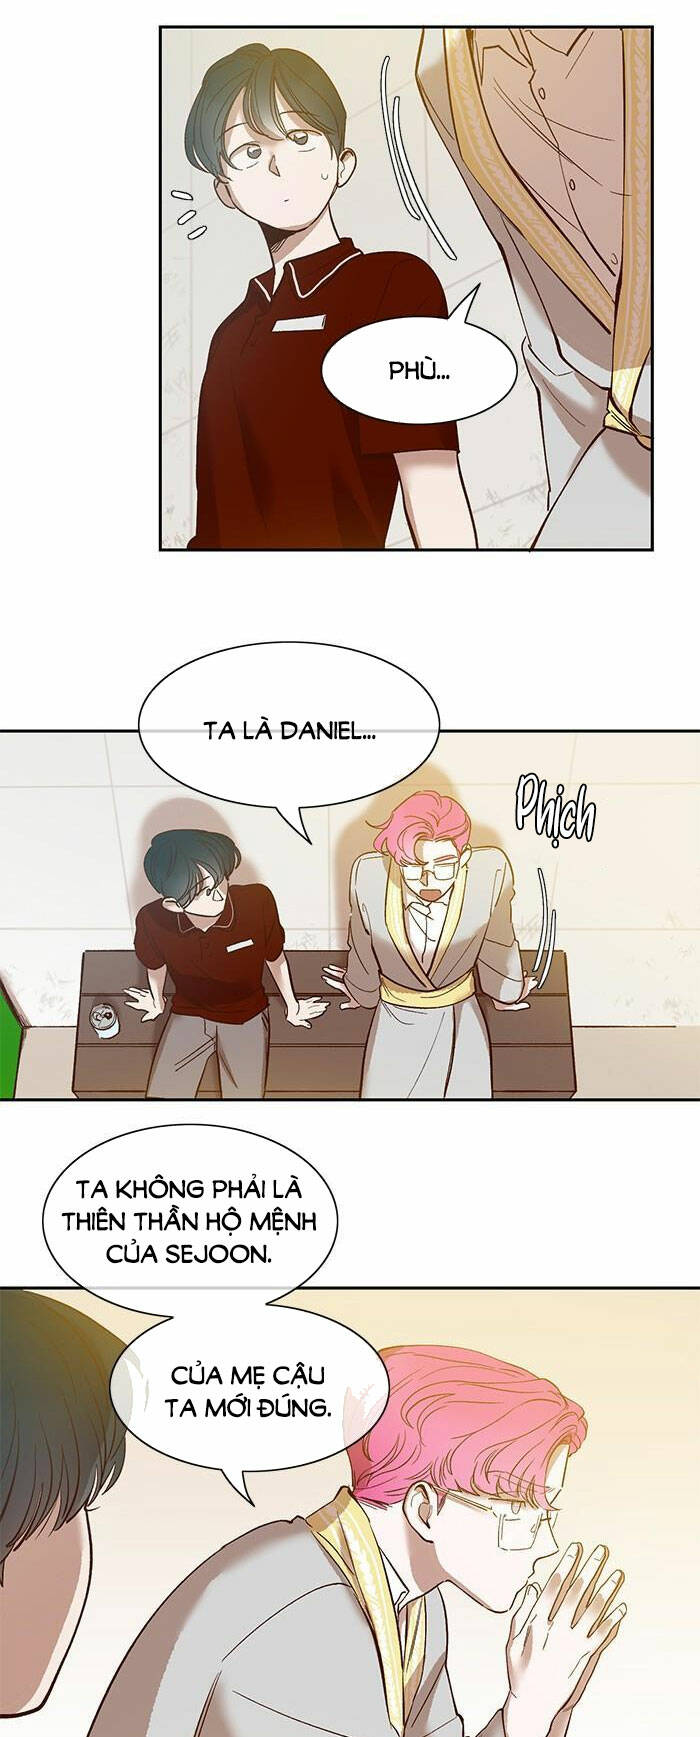 PHÙ...
TA LÀ DANIEL...
Phịch
TA KHÔNG PHẢI LÀ
THIÊN THẦN HỘ MỆNH
CỦA SEJOON.
CỦA MẸ CẬU
TA MỚI ĐÚNG.